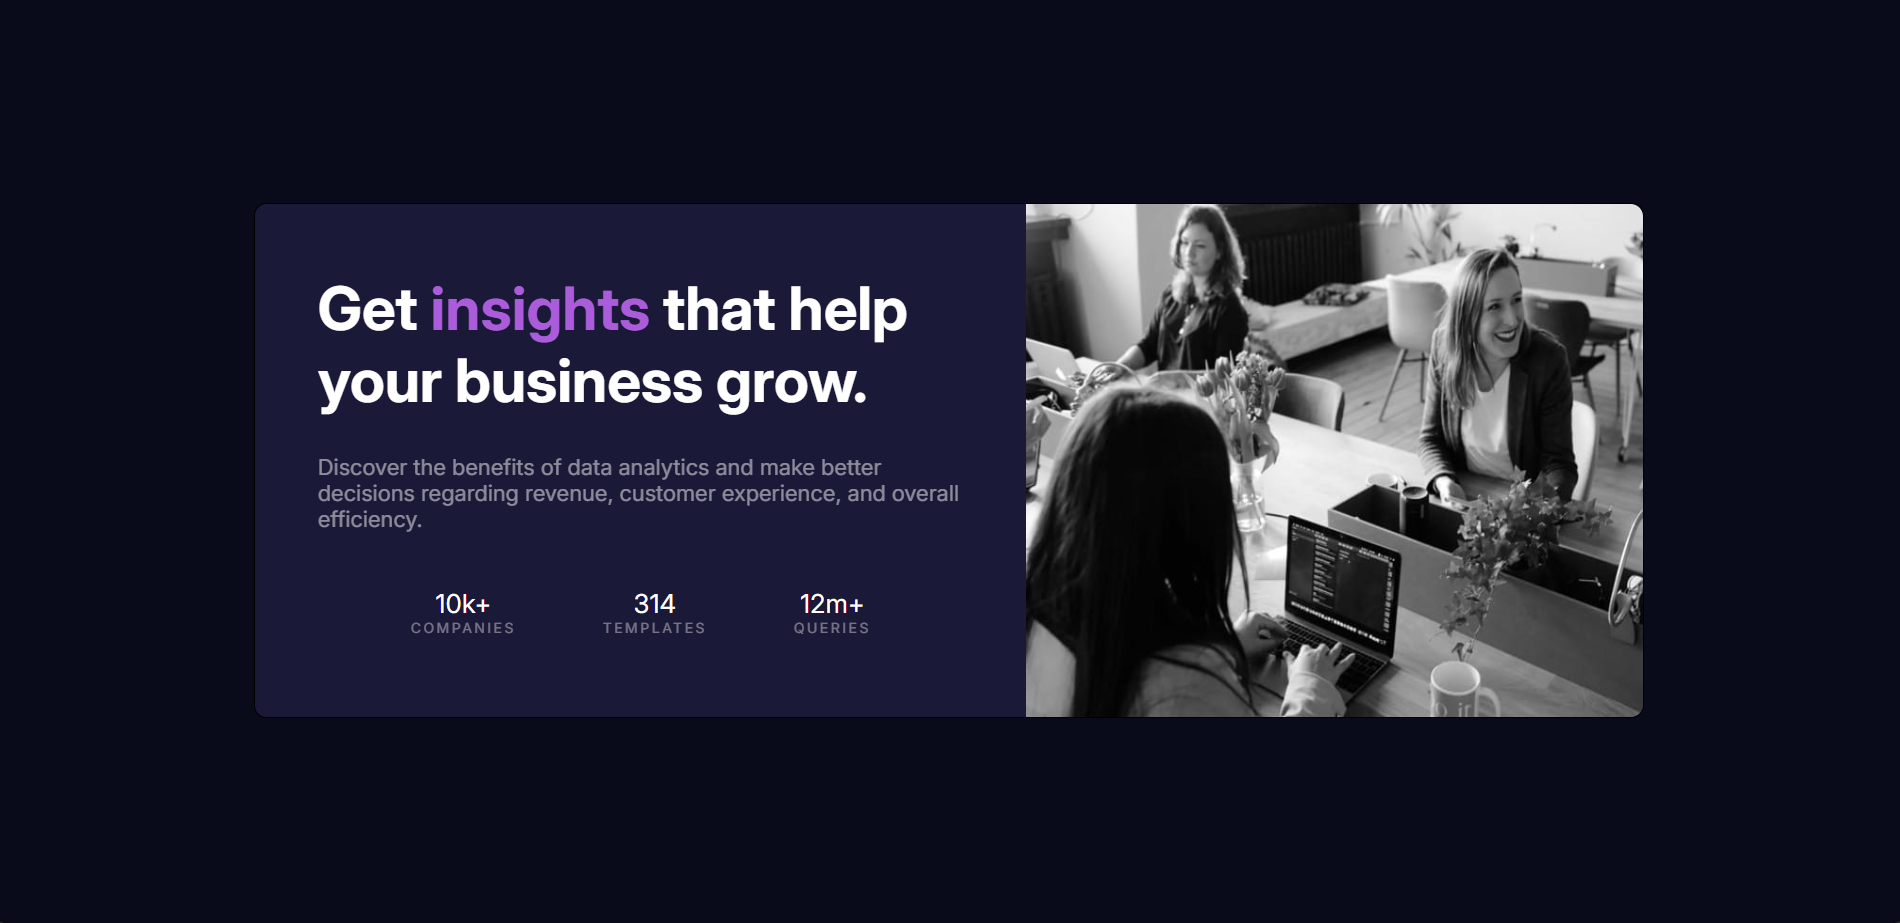 Get insights that help
your business grow.
Discover the benefits of data analytics and make better
decisions regarding revenue, customer experience, and overall
efficiency.
10k+ 314 12m+
COMPANIES TEMPLATES QUERIES